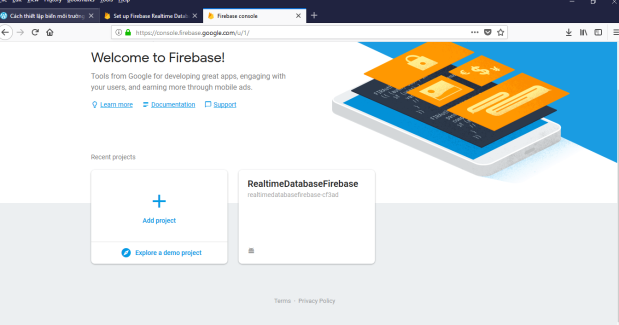 Cách thiết lập biến môi trường
Set up Firebase Realtime Datab
Firebase console
https://console.firebase.google.com/u/1/
Welcome to Firebase!
Tools from Google for developing great apps, engaging with
your users, and earning more through mobile ads.
Learn more
Documentation
Support
Recent projects
Add project
Explore a demo project
RealtimeDatabaseFirebase
realtimedatabasefirebase-cf3ad
Terms - Privacy Policy